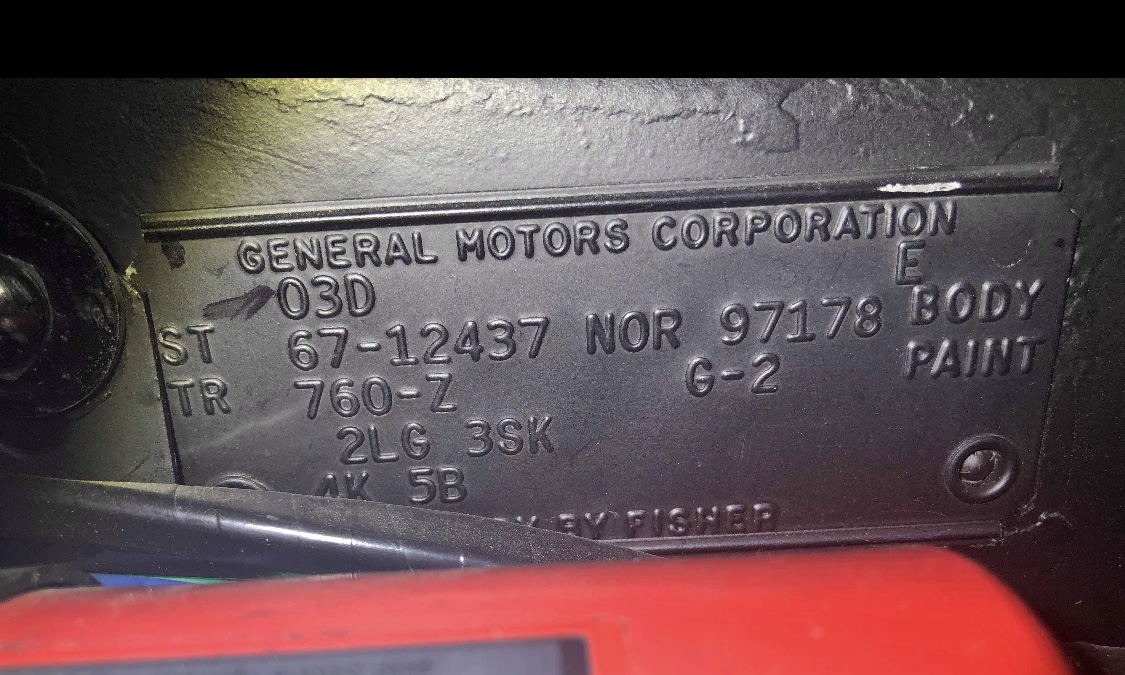 GENERAL MOTORS CORPORATION
E
03D
ST 67-12437 NOR 97178 BODY
TR 760-Z G-2 PAINT
2LG 3SK
4K 5B
BY FISHER